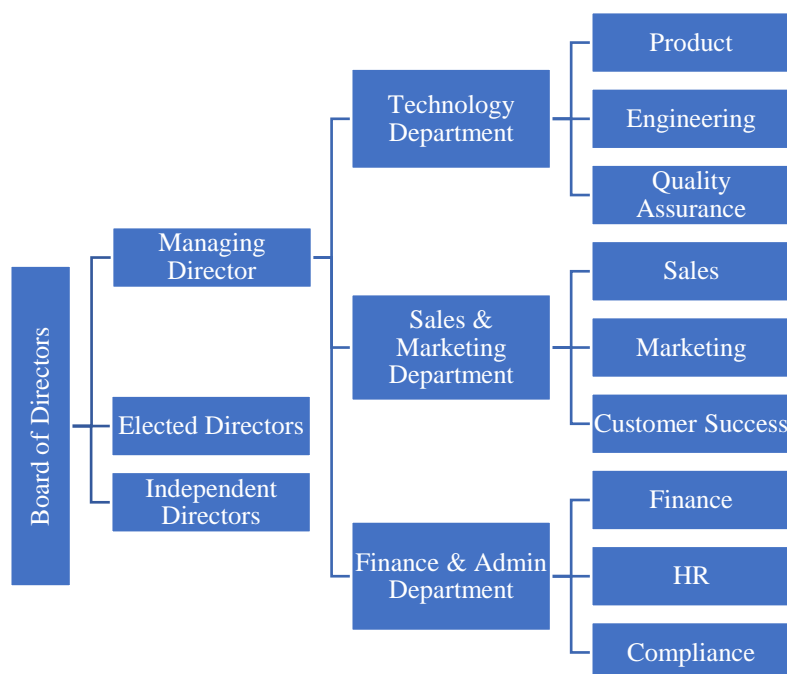 Board of Directors
Managing
Director
Elected Directors
Independent
Directors
Technology
Department
Sales &
Marketing
Department
Finance & Admin
Department
Product
Engineering
Quality
Assurance
Sales
Marketing
Customer Success
Finance
HR
Compliance